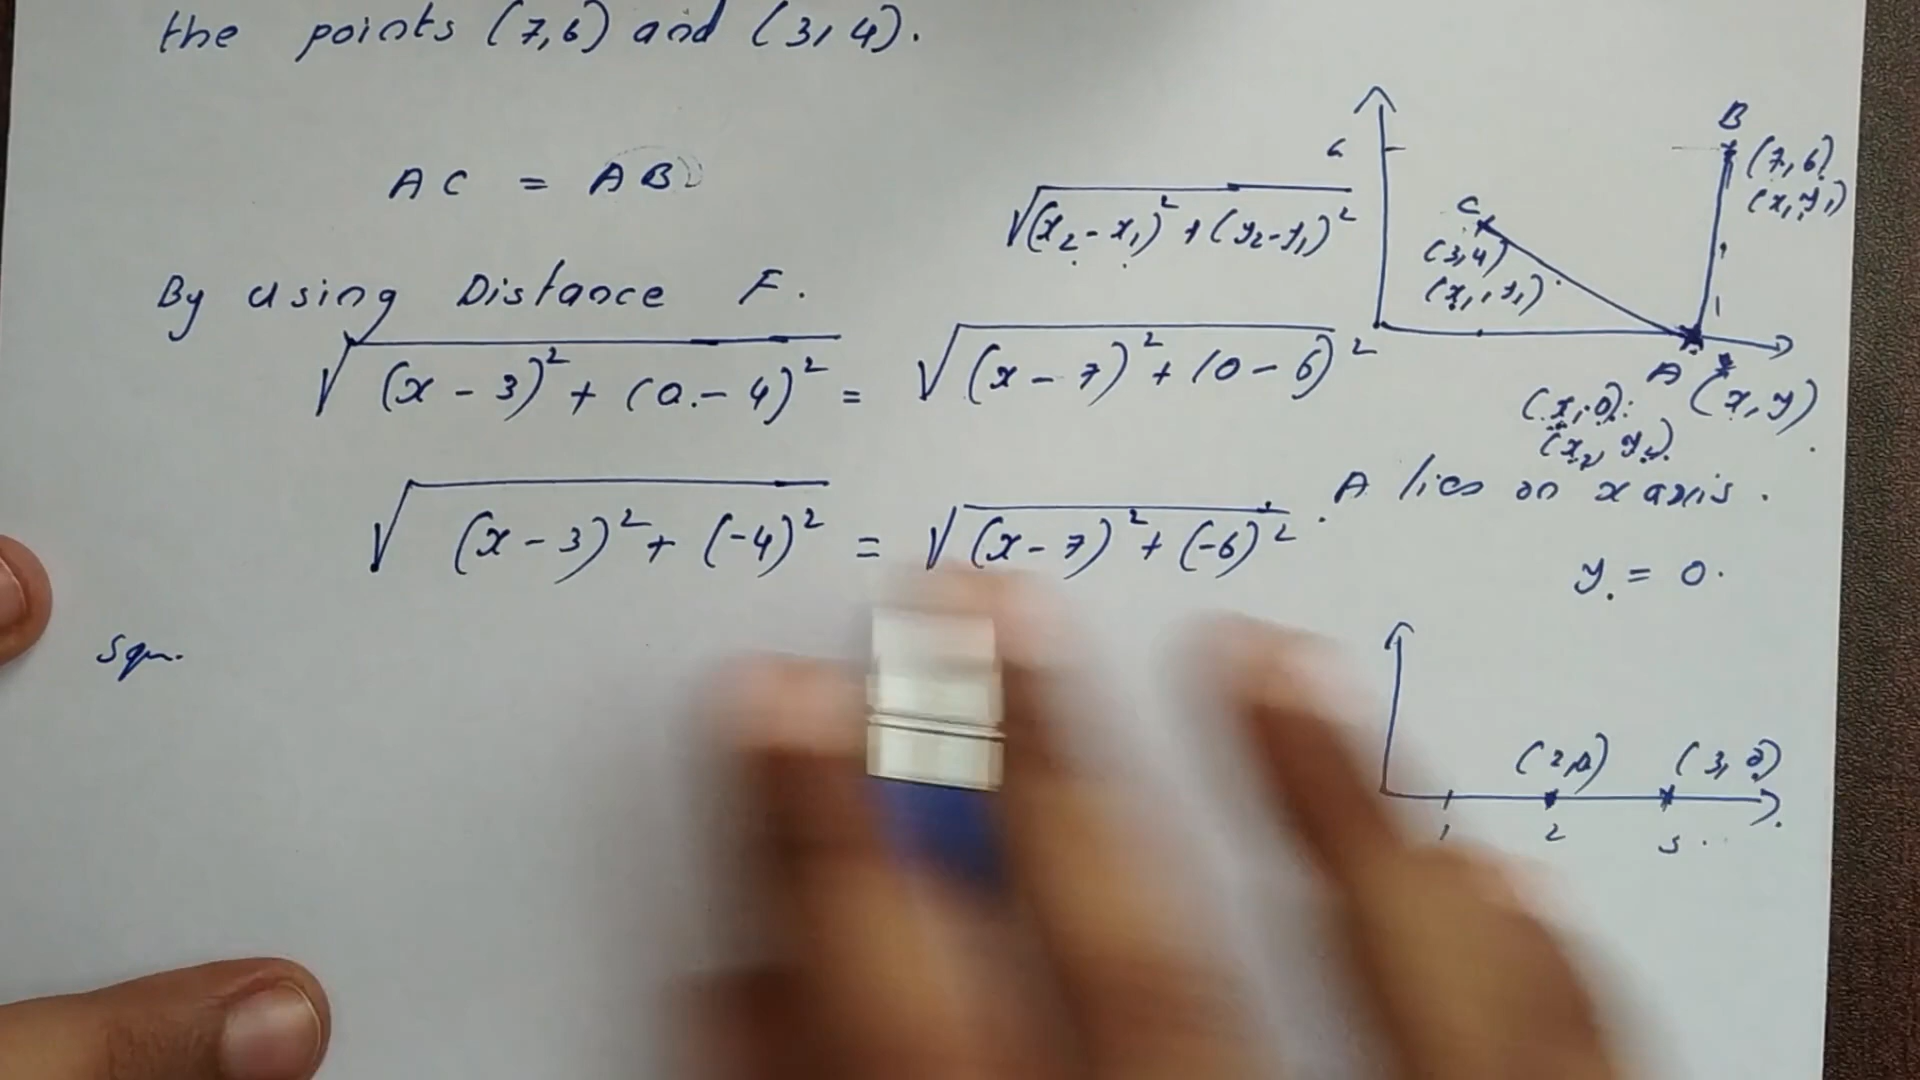 the points (7,6) and (3,4).
AC = AB
By using Distance F.
√(x₂ - x₁)² + (y₂ - y₁)²
√(x - 3)² + (0 - 4)² = √(x - 7)² + (0 - 6)²
√(x - 3)² + (-4)² = √(x - 7)² + (-6)²
Squ.
6
B
(7,6)
(x₁, y₁)
C
(3,4)
(x₁, y₁)
A (x, y)
(x, 0)
(x₂, y₂)
A lies on x axis.
y = 0.
(2,0) (3,0)
1 2 3